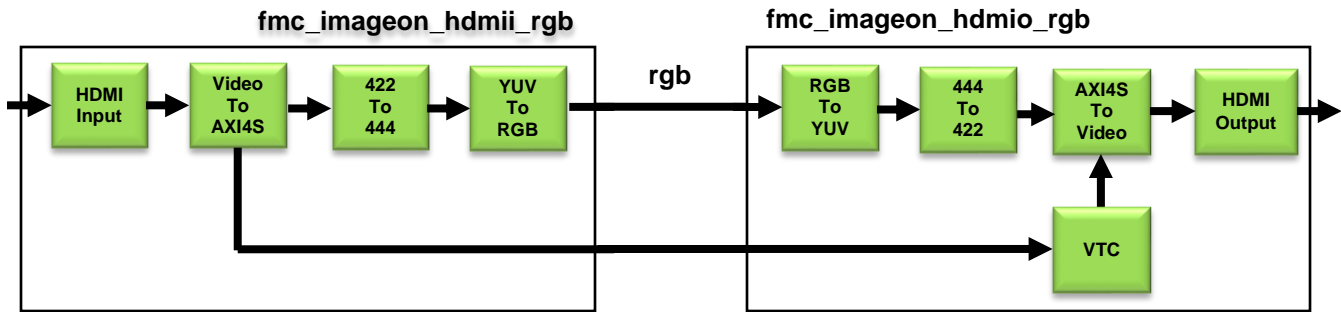 fmc_imageon_hdmii_rgb
fmc_imageon_hdmio_rgb
HDMI
Input
Video
To
AXI4S
422
To
444
YUV
To
RGB
rgb
RGB
To
YUV
444
To
422
AXI4S
To
Video
HDMI
Output
VTC